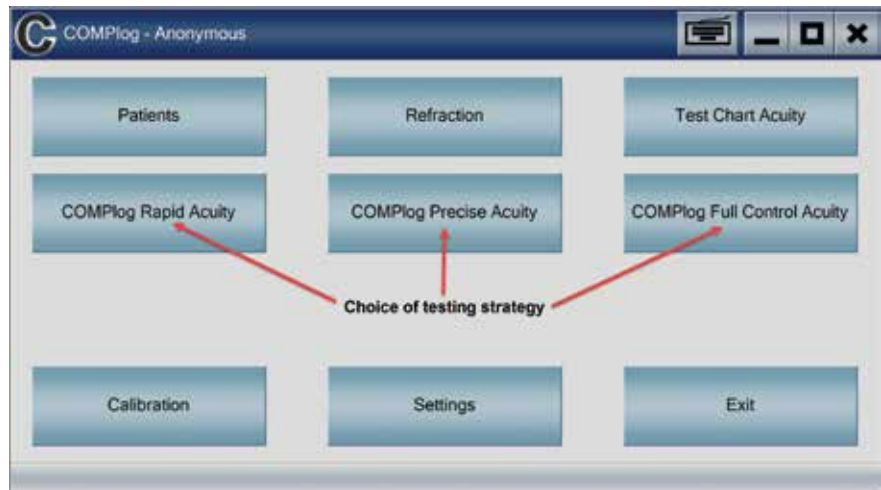 COMPlog - Anonymous
Patients
Refraction
Test Chart Acuity
COMPlog Rapid Acuity
COMPlog Precise Acuity
COMPlog Full Control Acuity
Choice of testing strategy
Calibration
Settings
Exit